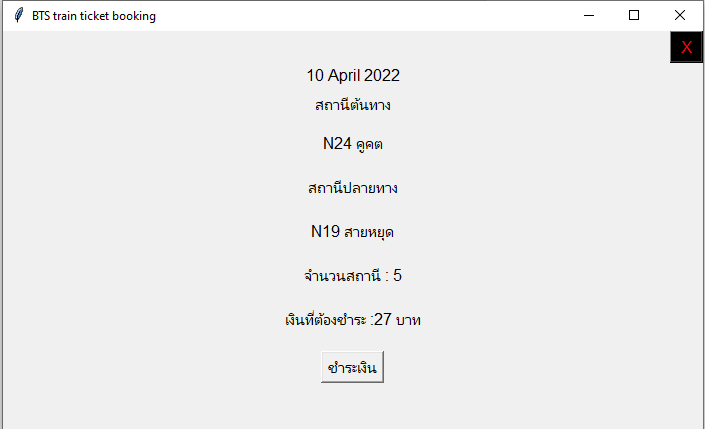 BTS train ticket booking
X
10 April 2022
สถานีต้นทาง
N24 คูคต
สถานีปลายทาง
N19 สายหยุด
จำนวนสถานี : 5
เงินที่ต้องชำระ :27 บาท
ชำระเงิน